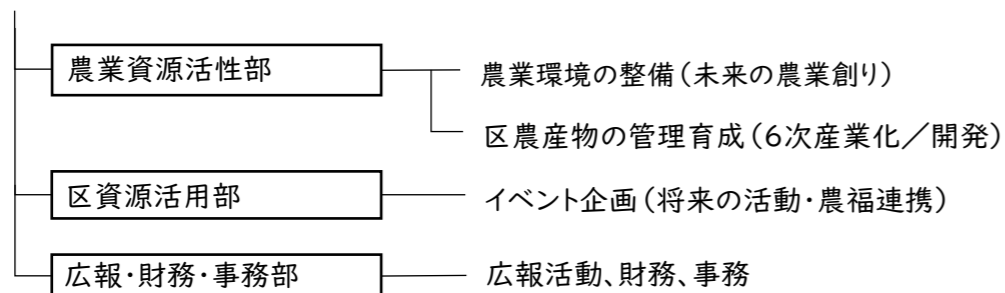 農業資源活性部
農業環境の整備(未来の農業創り)
区農産物の管理育成(6次産業化／開発)
区資源活用部
イベント企画(将来の活動・農福連携)
広報・財務・事務部
広報活動、財務、事務